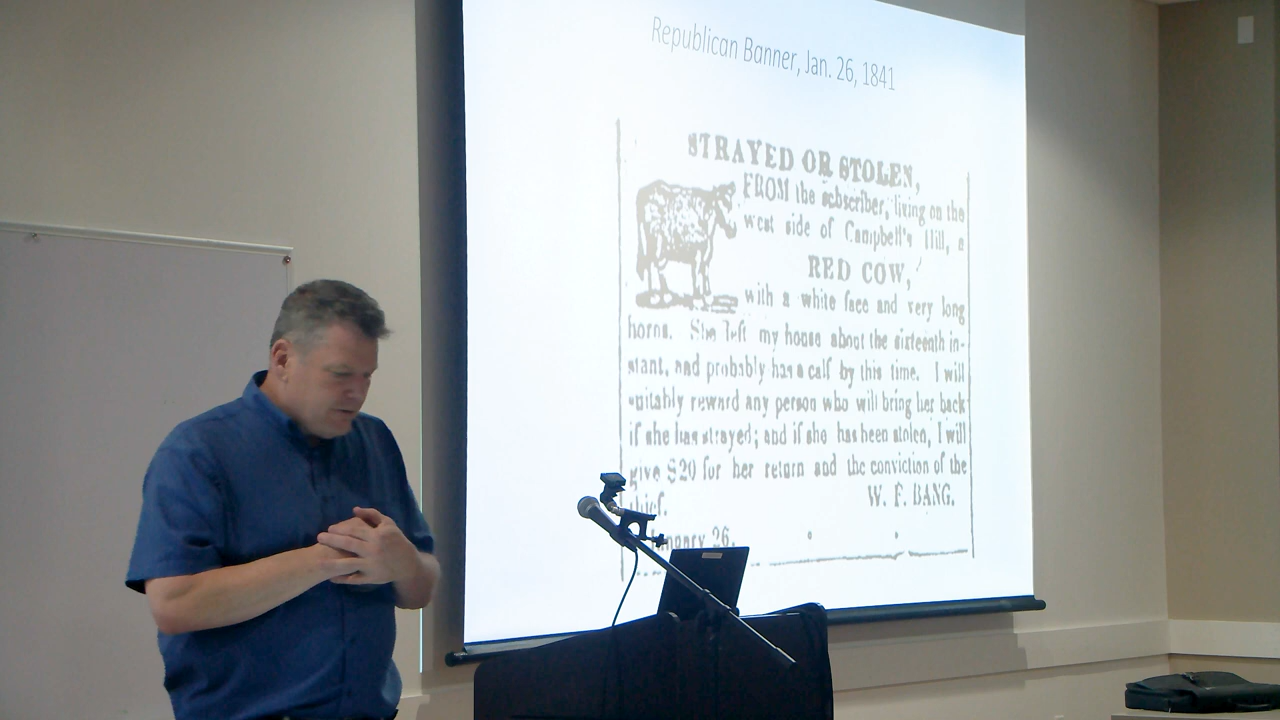 Republican Banner, Jan. 26, 1841
STRAYED OR STOLEN,
FROM the subscriber, living on the
west side of Campbell's Hill, a
RED COW,
with a white face and very long
horns. She left my house about the sixteenth in-
stant, and probably has a calf by this time. I will
suitably reward any person who will bring her back
if she has strayed; and if she has been stolen, I will
give $20 for her return and the conviction of the
thief.
W. F. BANG.
January 26.